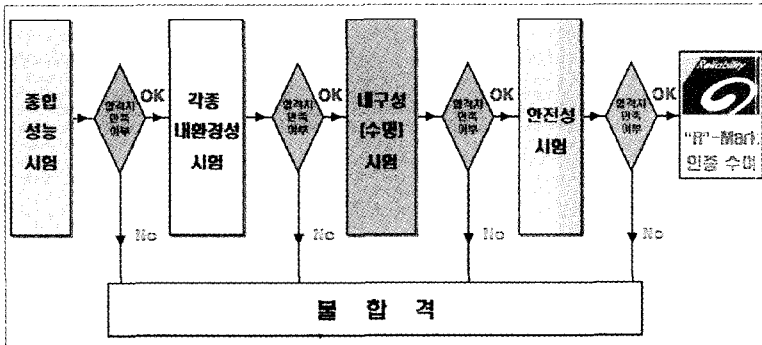 종합
성능
시험
합격치
만족
여부
OK
No
각종
내환경성
시험
합격치
만족
여부
OK
No
내구성
(수명)
시험
합격치
만족
여부
OK
No
안전성
시험
합격치
만족
여부
OK
No
Reliability
"R"-Mark
인증 수여
불 합 격